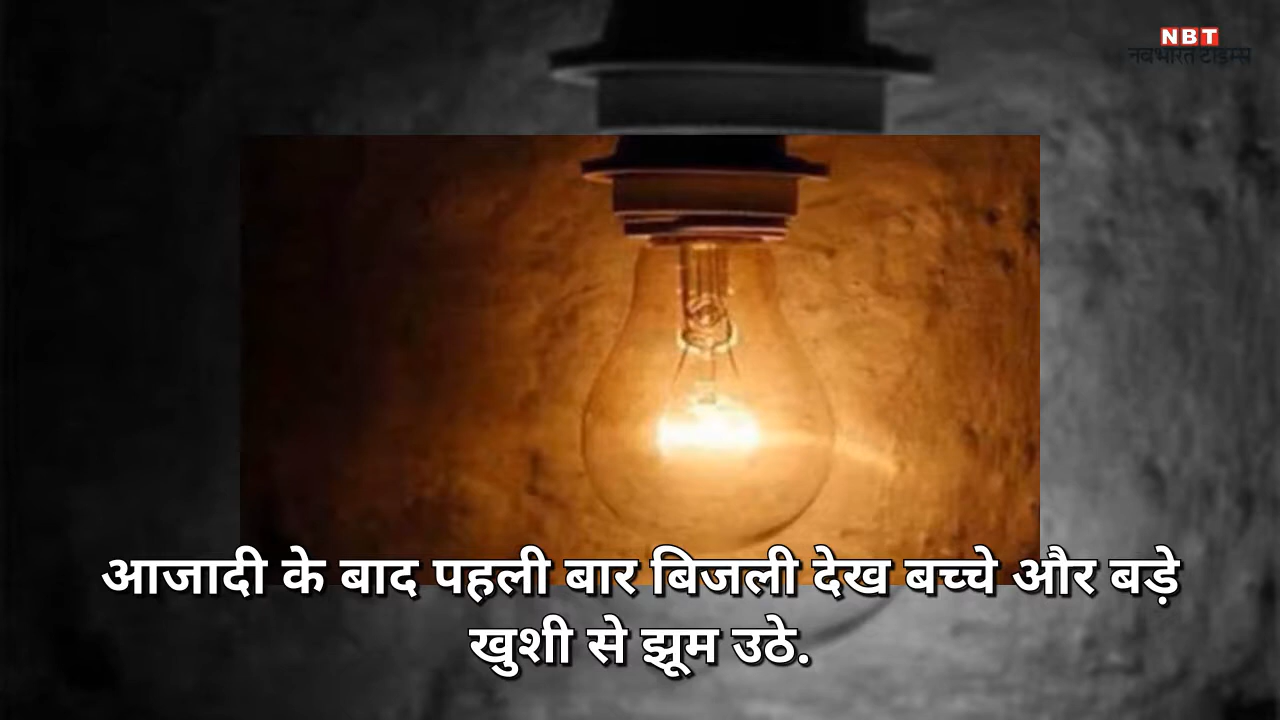 NBT
नवभारत टाइम्स
आजादी के बाद पहली बार बिजली देख बच्चे और बड़े
खुशी से झूम उठे.